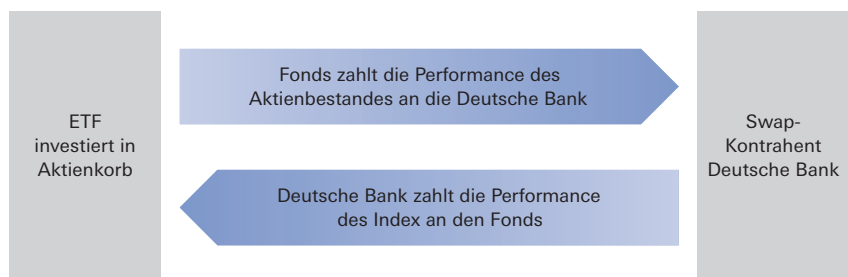 ETF
investiert in
Aktienkorb
Fonds zahlt die Performance des
Aktienbestandes an die Deutsche Bank
Deutsche Bank zahlt die Performance
des Index an den Fonds
Swap-
Kontrahent
Deutsche Bank